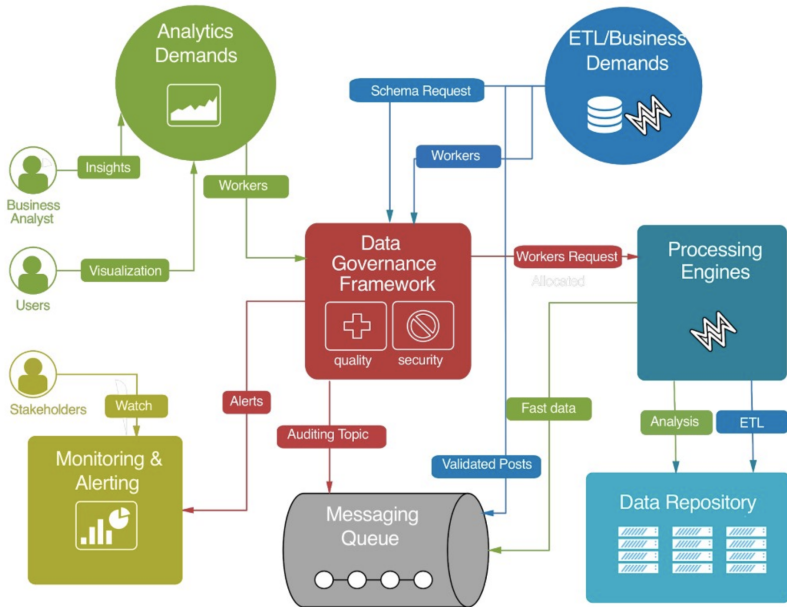 Analytics
Demands
ETL/Business
Demands
Schema Request
Insights
Workers
Workers
Business
Analyst
Visualization
Users
Data
Governance
Framework
quality
security
Workers Request
Allocated
Processing
Engines
Stakeholders
Watch
Alerts
Fast data
Analysis
ETL
Auditing Topic
Monitoring &
Alerting
Validated Posts
Messaging
Queue
Data Repository